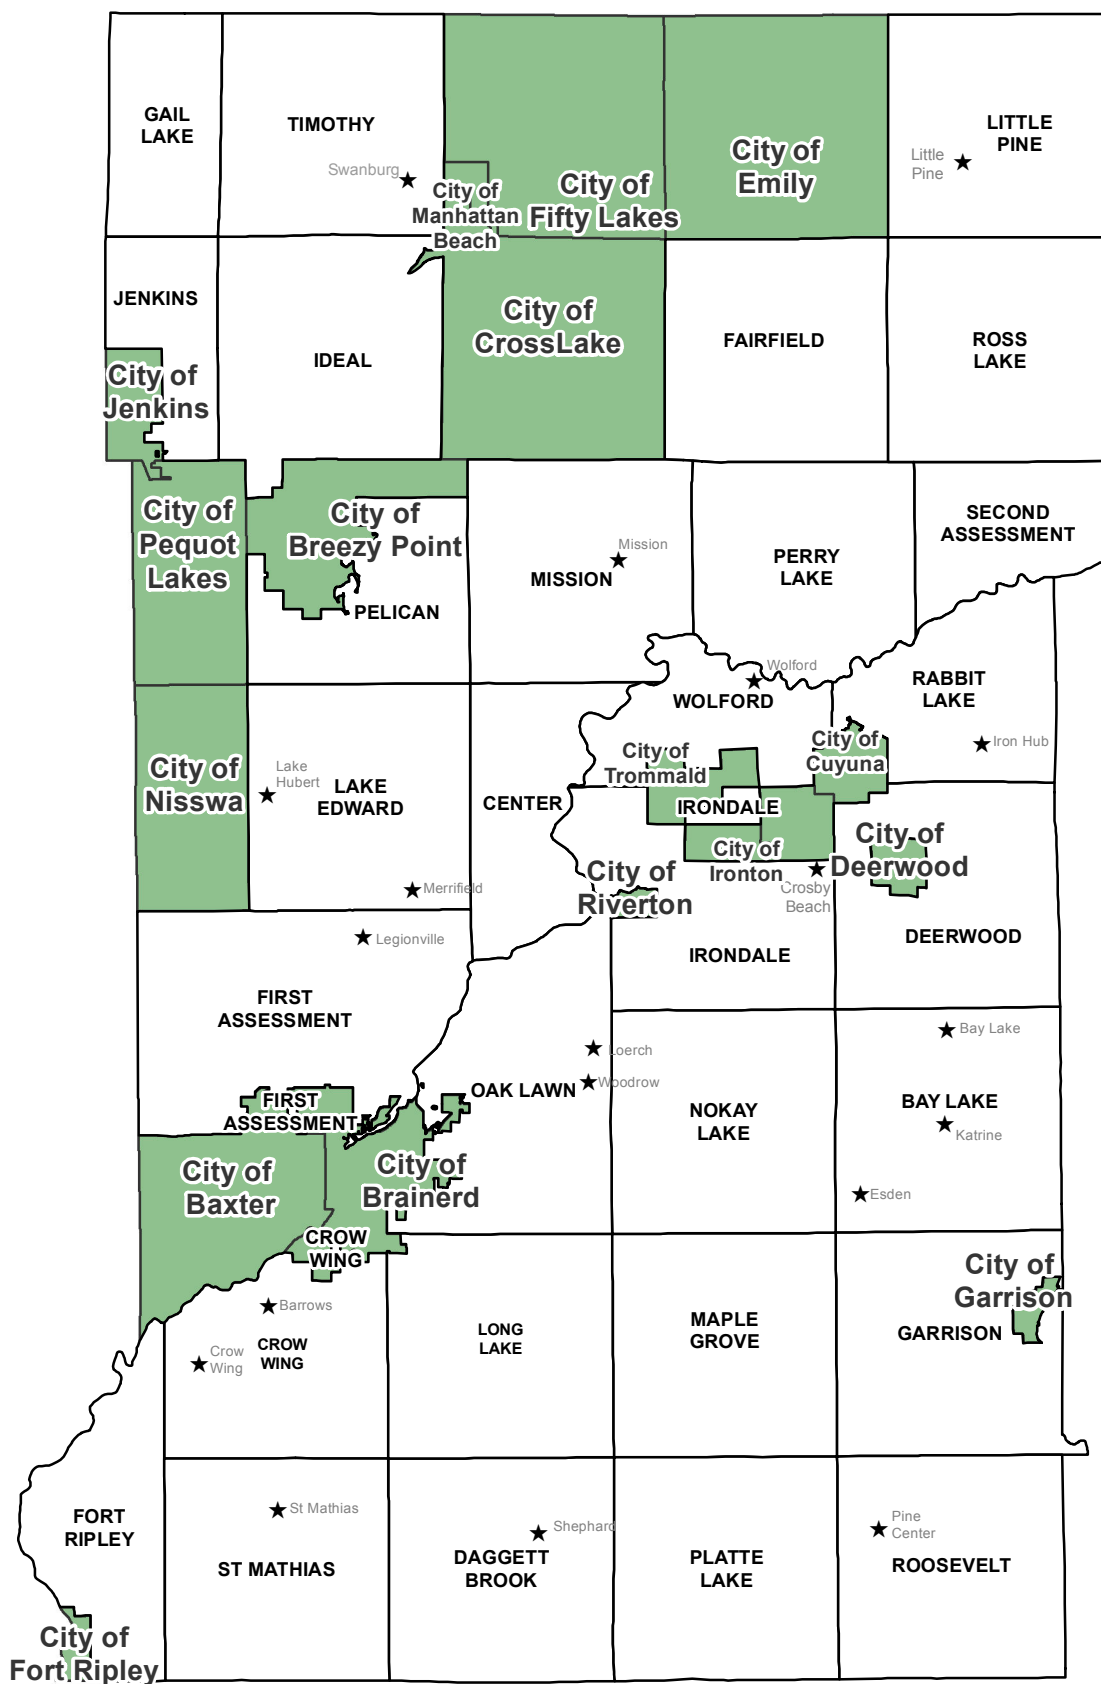 GAIL
LAKE
TIMOTHY
Swanburg
City of
Manhattan
Beach
City of
Fifty Lakes
City of
Emily
Little
Pine
LITTLE
PINE
JENKINS
City of
Jenkins
IDEAL
City of
CrossLake
FAIRFIELD
ROSS
LAKE
City of
Pequot
Lakes
City of
Breezy Point
PELICAN
Mission
MISSION
PERRY
LAKE
SECOND
ASSESSMENT
Wolford
WOLFORD
RABBIT
LAKE
Iron Hub
City of
Nisswa
Lake
Hubert
LAKE
EDWARD
Merrifield
CENTER
City of
Trommald
City of
Cuyuna
IRONDALE
City of
Ironton
City of
Riverton
Crosby
Beach
City of
Deerwood
IRONDALE
DEERWOOD
Legionville
FIRST
ASSESSMENT
FIRST
ASSESSMENT
Loerch
Woodrow
OAK LAWN
NOKAY
LAKE
Bay Lake
BAY LAKE
Katrine
Esden
City of
Baxter
City of
Brainerd
CROW
WING
Barrows
Crow
Wing
CROW
WING
LONG
LAKE
MAPLE
GROVE
City of
Garrison
GARRISON
FORT
RIPLEY
St Mathias
ST MATHIAS
Shephard
DAGGETT
BROOK
PLATTE
LAKE
Pine
Center
ROOSEVELT
City of
Fort Ripley